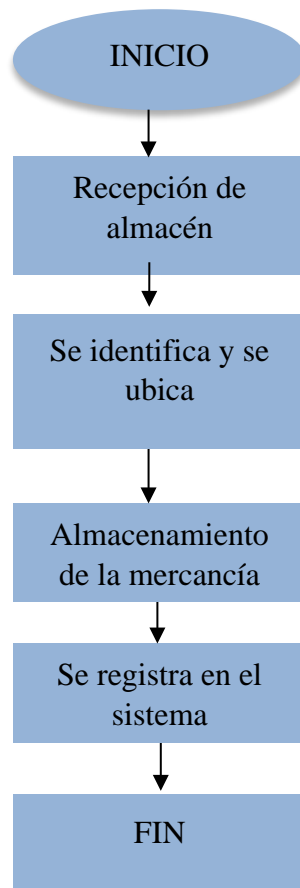 INICIO
Recepción de
almacén
Se identifica y se
ubica
Almacenamiento
de la mercancía
Se registra en el
sistema
FIN